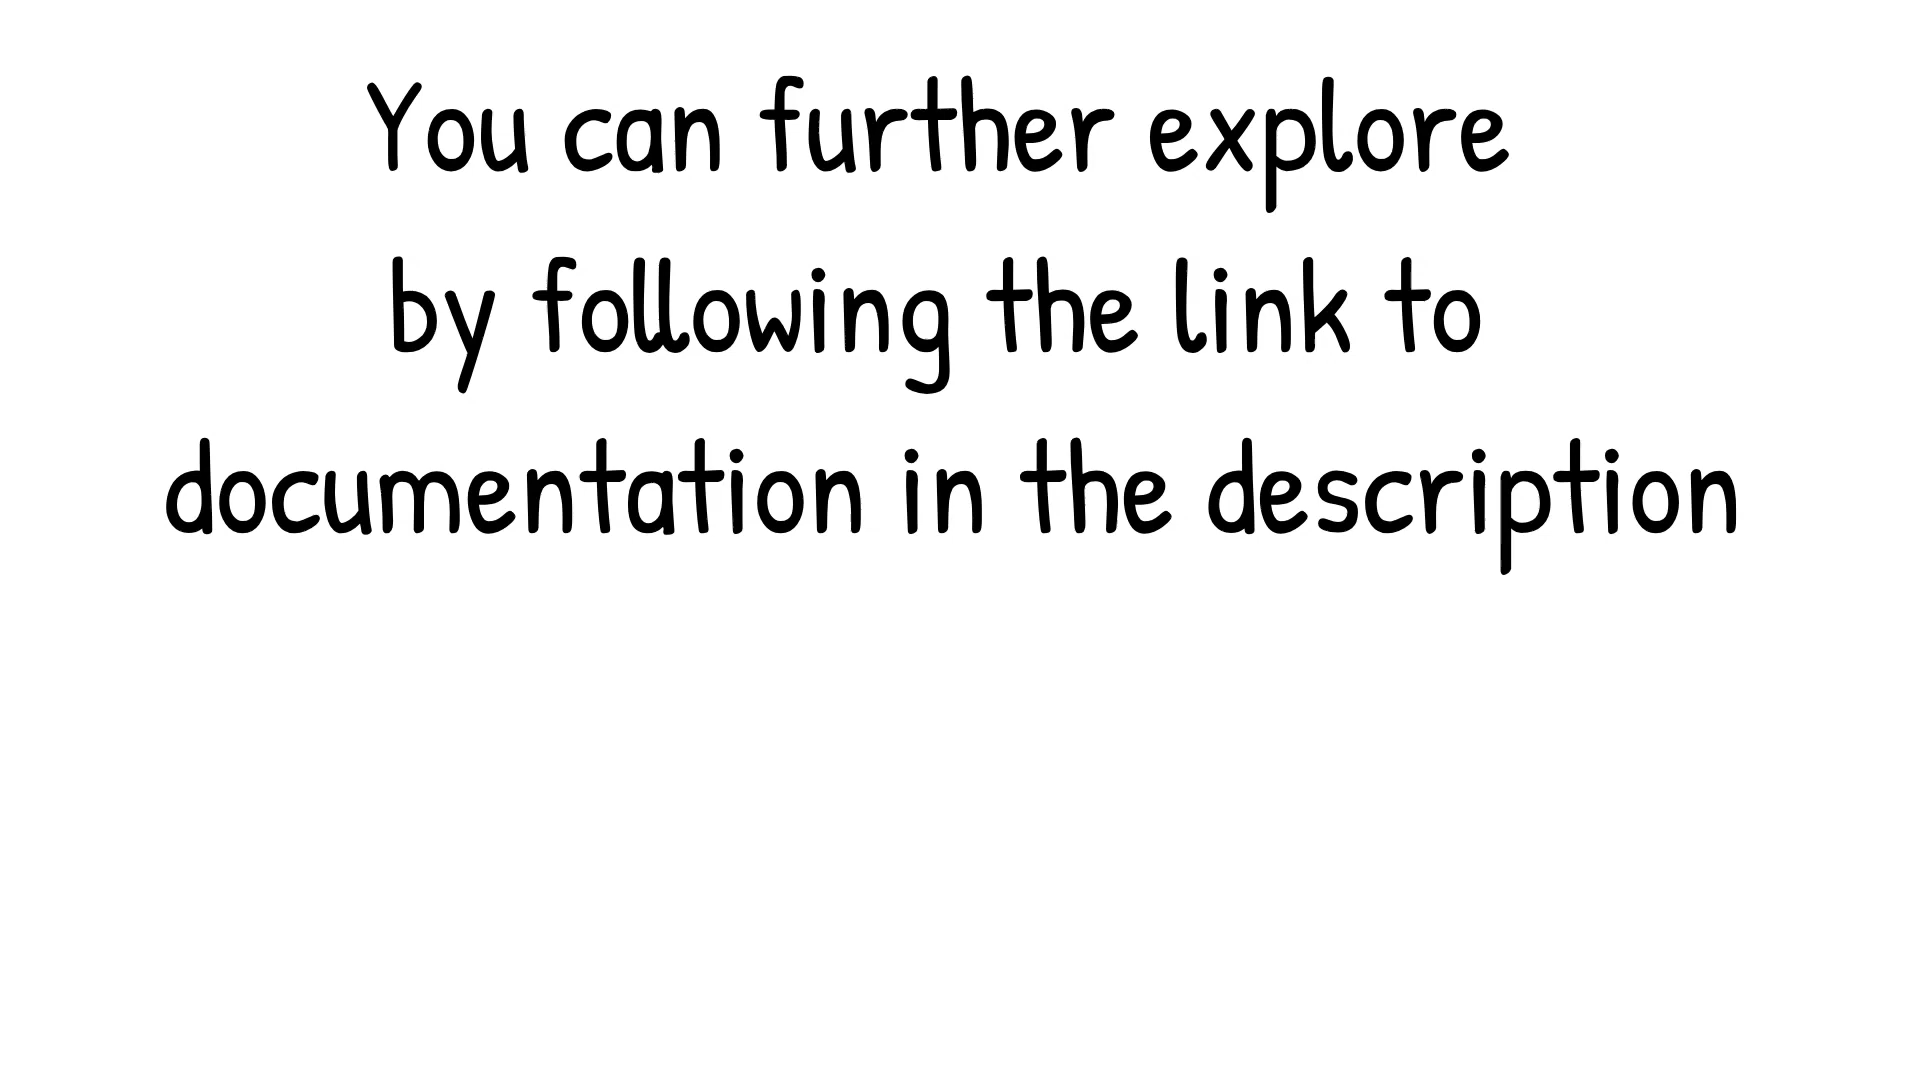 You can further explore
by following the link to
documentation in the description